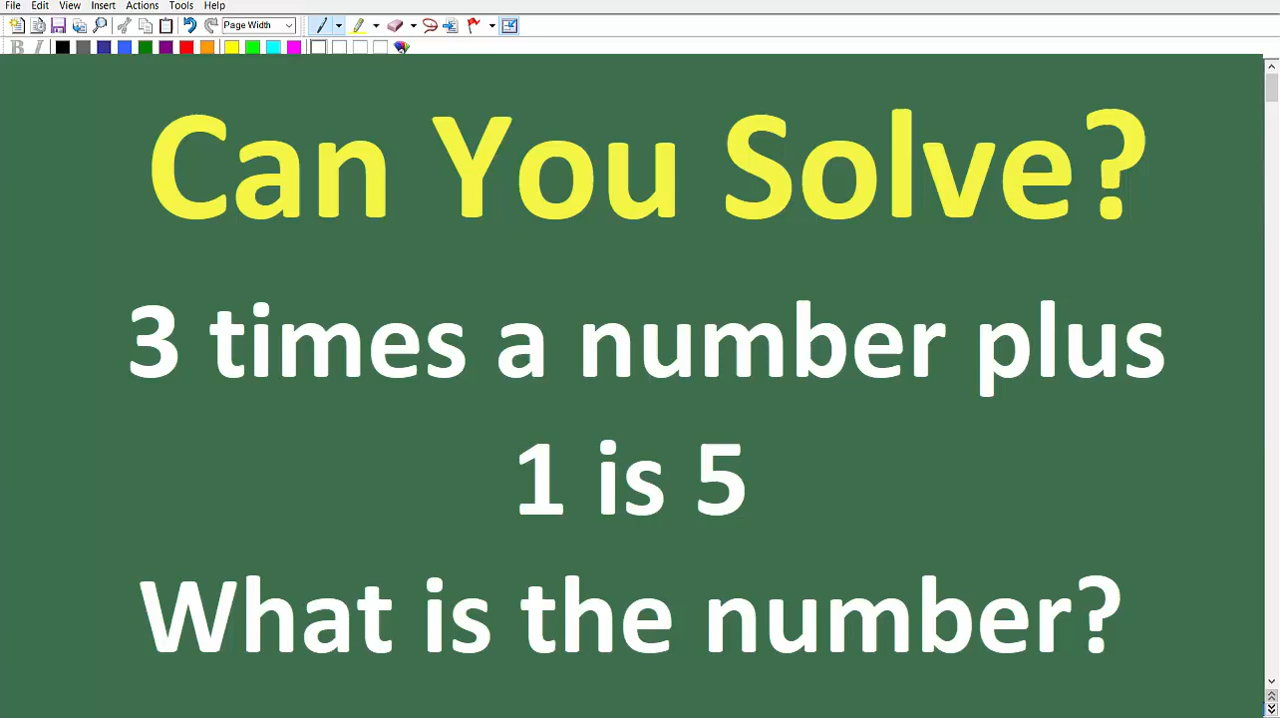 File Edit View Insert Actions Tools Help
Page Width
B I
Can You Solve?
3 times a number plus
1 is 5
What is the number?